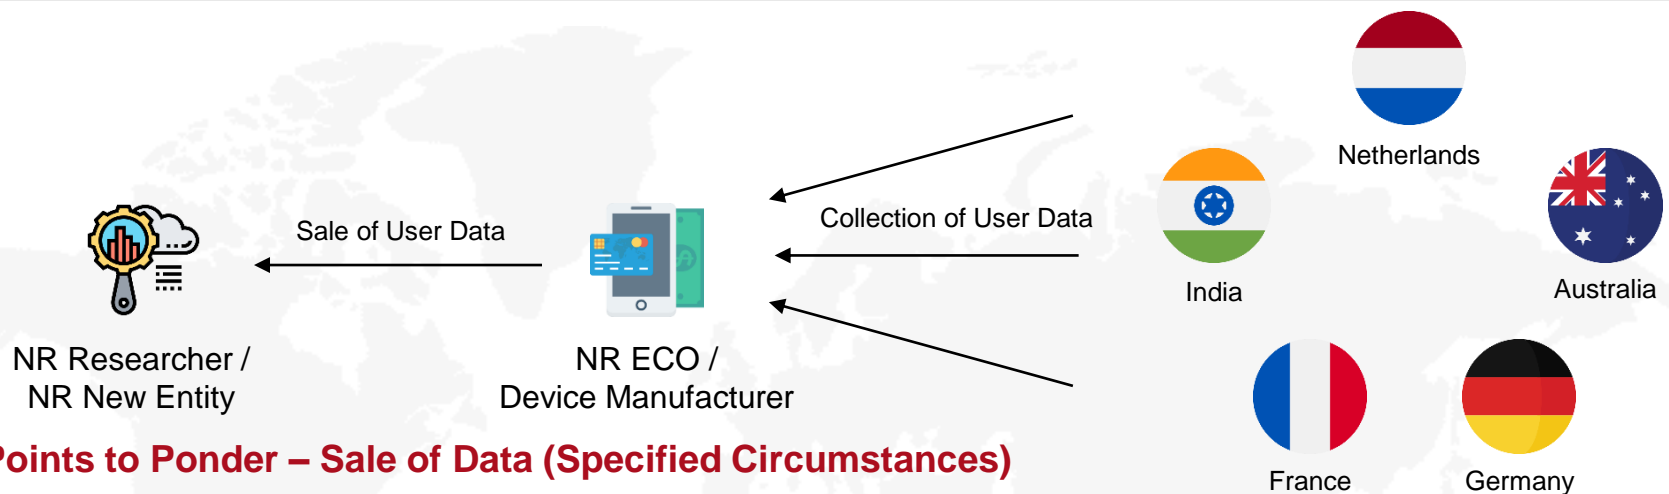 Netherlands
Sale of User Data
Collection of User Data
India
Australia
NR Researcher /
NR New Entity
NR ECO /
Device Manufacturer
Points to Ponder – Sale of Data (Specified Circumstances)
France
Germany